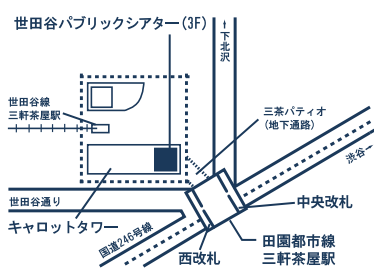 世田谷パブリックシアター(3F)
↑下北沢
世田谷線
三軒茶屋駅
三茶パティオ
(地下通路)
渋谷→
世田谷通り
キャロットタワー
国道246号線
西改札
中央改札
田園都市線
三軒茶屋駅